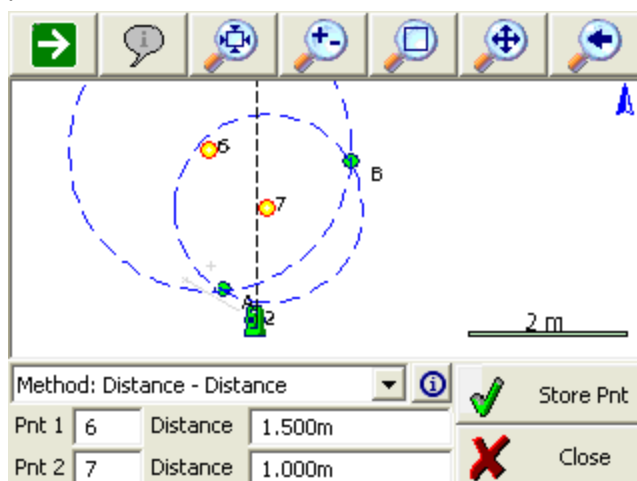 6
B
7
A
2
2 m
Method: Distance - Distance
Store Pnt
Pnt 1 6 Distance 1.500m
Pnt 2 7 Distance 1.000m
Close